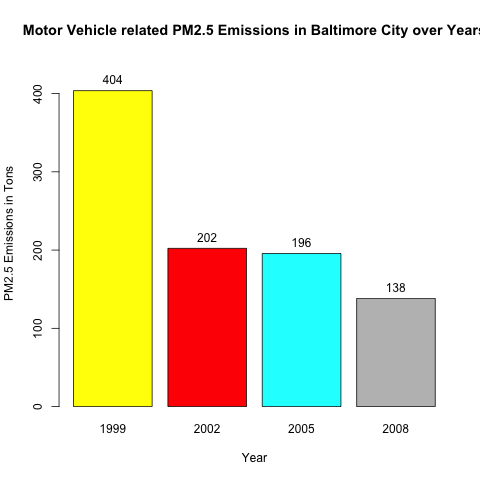 Motor Vehicle related PM2.5 Emissions in Baltimore City over Years
404
400
300
202
196
200
138
100
0
PM2.5 Emissions in Tons
1999 2002 2005 2008
Year